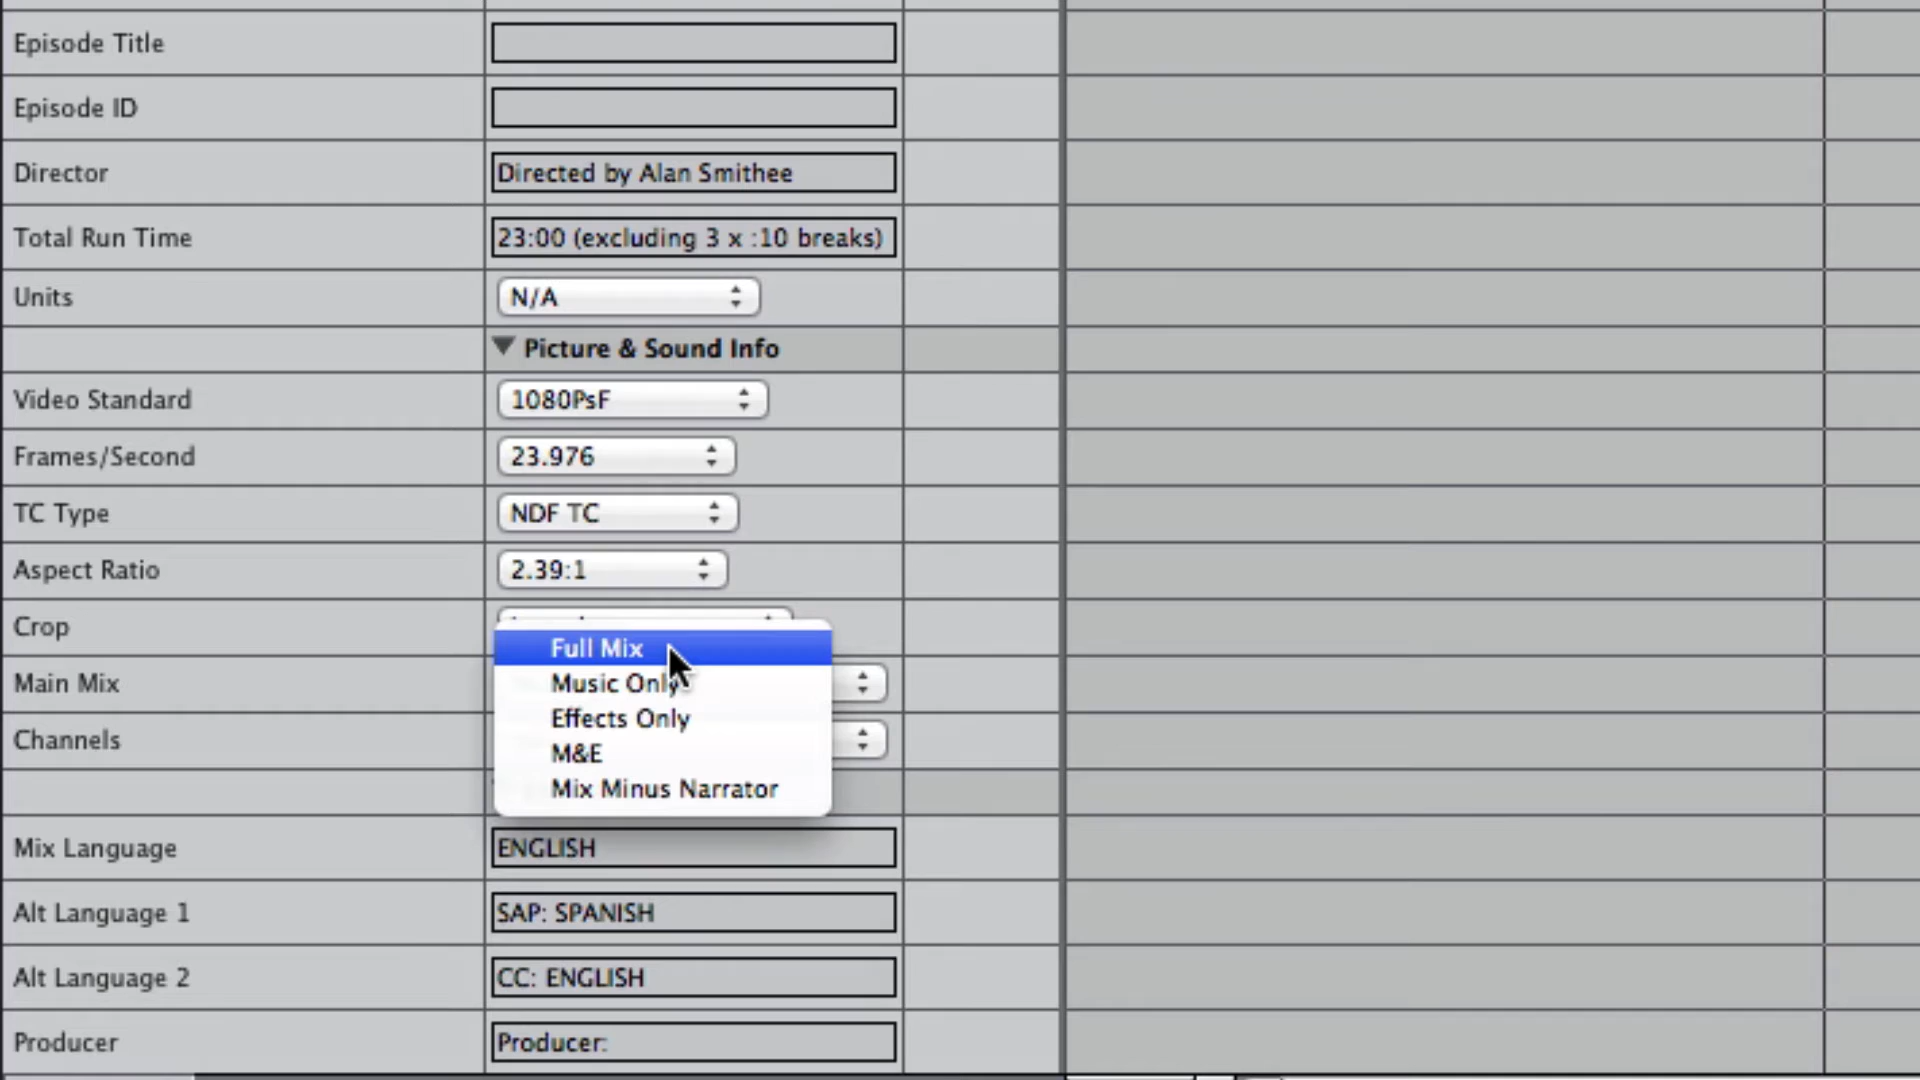 Episode Title
Episode ID
Director Directed by Alan Smithee
Total Run Time 23:00 (excluding 3 x :10 breaks)
Units N/A
Picture & Sound Info
Video Standard 1080PsF
Frames/Second 23.976
TC Type NDF TC
Aspect Ratio 2.39:1
Crop
Full Mix
Main Mix
Music Only
Effects Only
Channels
M&E
Mix Minus Narrator
Mix Language ENGLISH
Alt Language 1 SAP: SPANISH
Alt Language 2 CC: ENGLISH
Producer Producer: